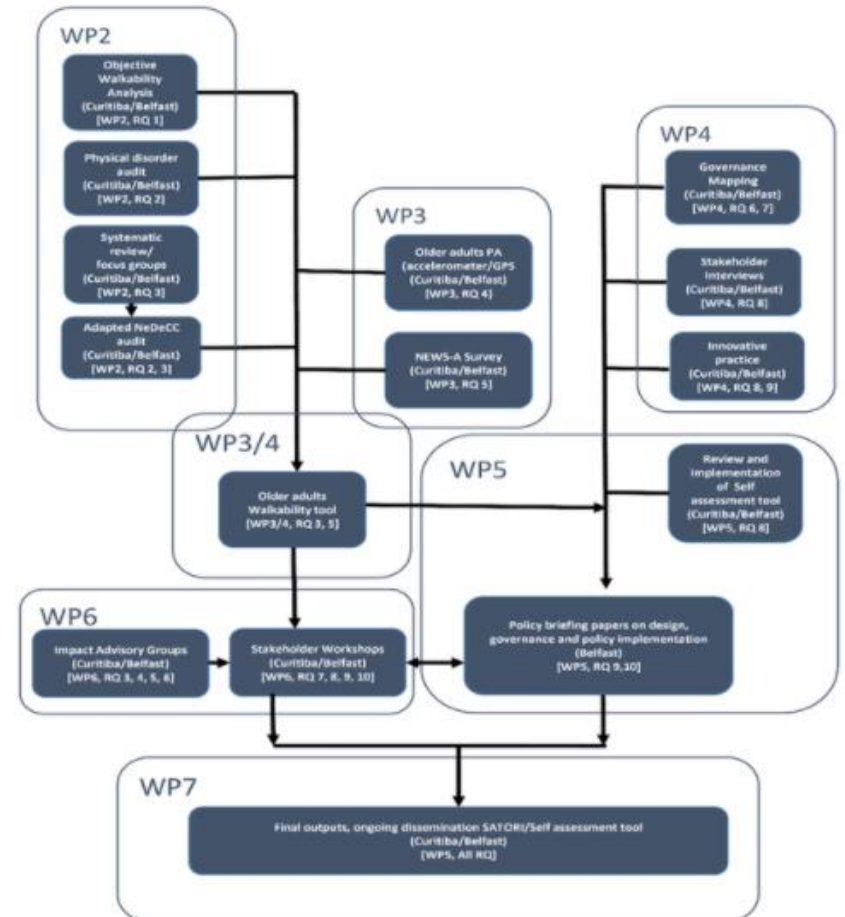 WP2
Objective
Walkability
Analysis
(Curitiba/Belfast)
[WP2, RQ 1]
Physical disorder
audit
(Curitiba/Belfast)
[WP2, RQ 2]
Systematic
review/
focus groups
(Curitiba/Belfast)
[WP2, RQ 3]
Adapted NeDeCC
audit
(Curitiba/Belfast)
[WP2, RQ 2, 3]
WP3
Older adults PA
(accelerometer/GPS
(Curitiba/Belfast)
[WP3, RQ 4]
NEWS-A Survey
(Curitiba/Belfast)
[WP3, RQ 5]
WP4
Governance
Mapping
(Curitiba/Belfast)
[WP4, RQ 6, 7]
Stakeholder
Interviews
(Curitiba/Belfast)
[WP4, RQ 8]
Innovative
practice
(Curitiba/Belfast)
[WP4, RQ 8, 9]
WP3/4
Older adults
Walkability tool
[WP3/4, RQ 3, 5]
WP5
Review and
Implementation
of Self
assessment tool
(Curitiba/Belfast)
[WP5, RQ 8]
Policy briefing papers on design,
governance and policy implementation
(Belfast)
[WP5, RQ 9,10]
WP6
Impact Advisory Groups
(Curitiba/Belfast)
[WP6, RQ 3, 4, 5, 6]
Stakeholder Workshops
(Curitiba/Belfast)
[WP6, RQ 7, 8, 9, 10]
WP7
Final outputs, ongoing dissemination SATORI/Self assessment tool
(Curitiba/Belfast)
[WP5, All RQ]